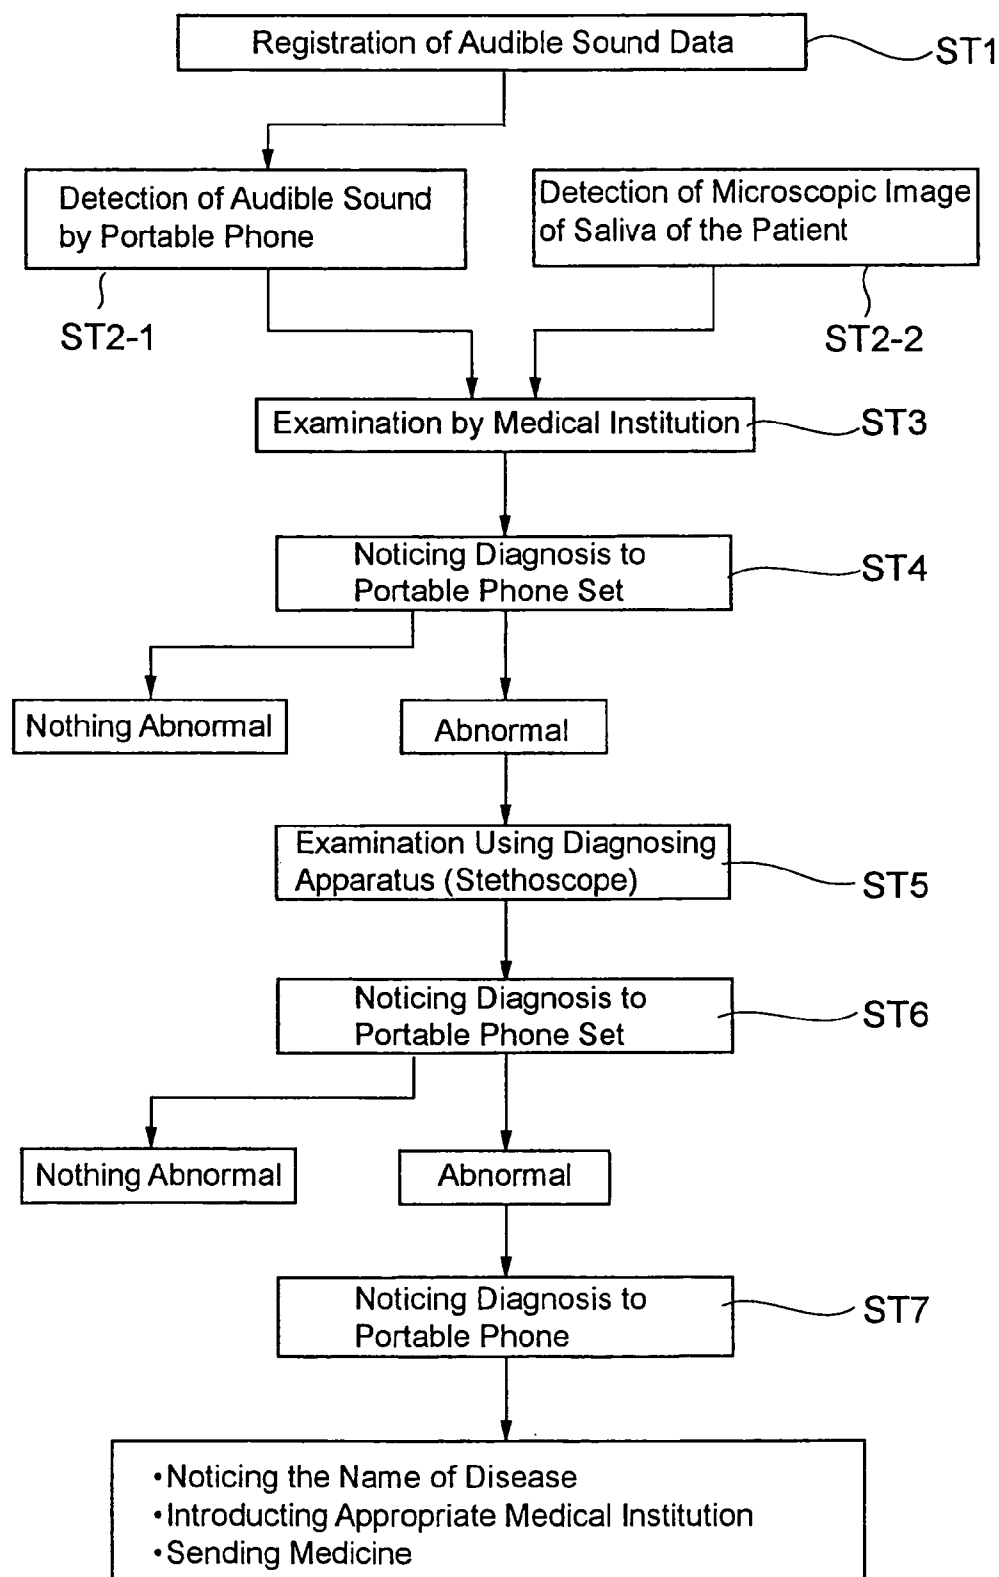 Registration of Audible Sound Data
ST1
Detection of Audible Sound
by Portable Phone
ST2-1
Detection of Microscopic Image
of Saliva of the Patient
ST2-2
Examination by Medical Institution
ST3
Noticing Diagnosis to
Portable Phone Set
ST4
Nothing Abnormal
Abnormal
Examination Using Diagnosing
Apparatus (Stethoscope)
ST5
Noticing Diagnosis to
Portable Phone Set
ST6
Nothing Abnormal
Abnormal
Noticing Diagnosis to
Portable Phone
ST7
•Noticing the Name of Disease
•Introducting Appropriate Medical Institution
•Sending Medicine